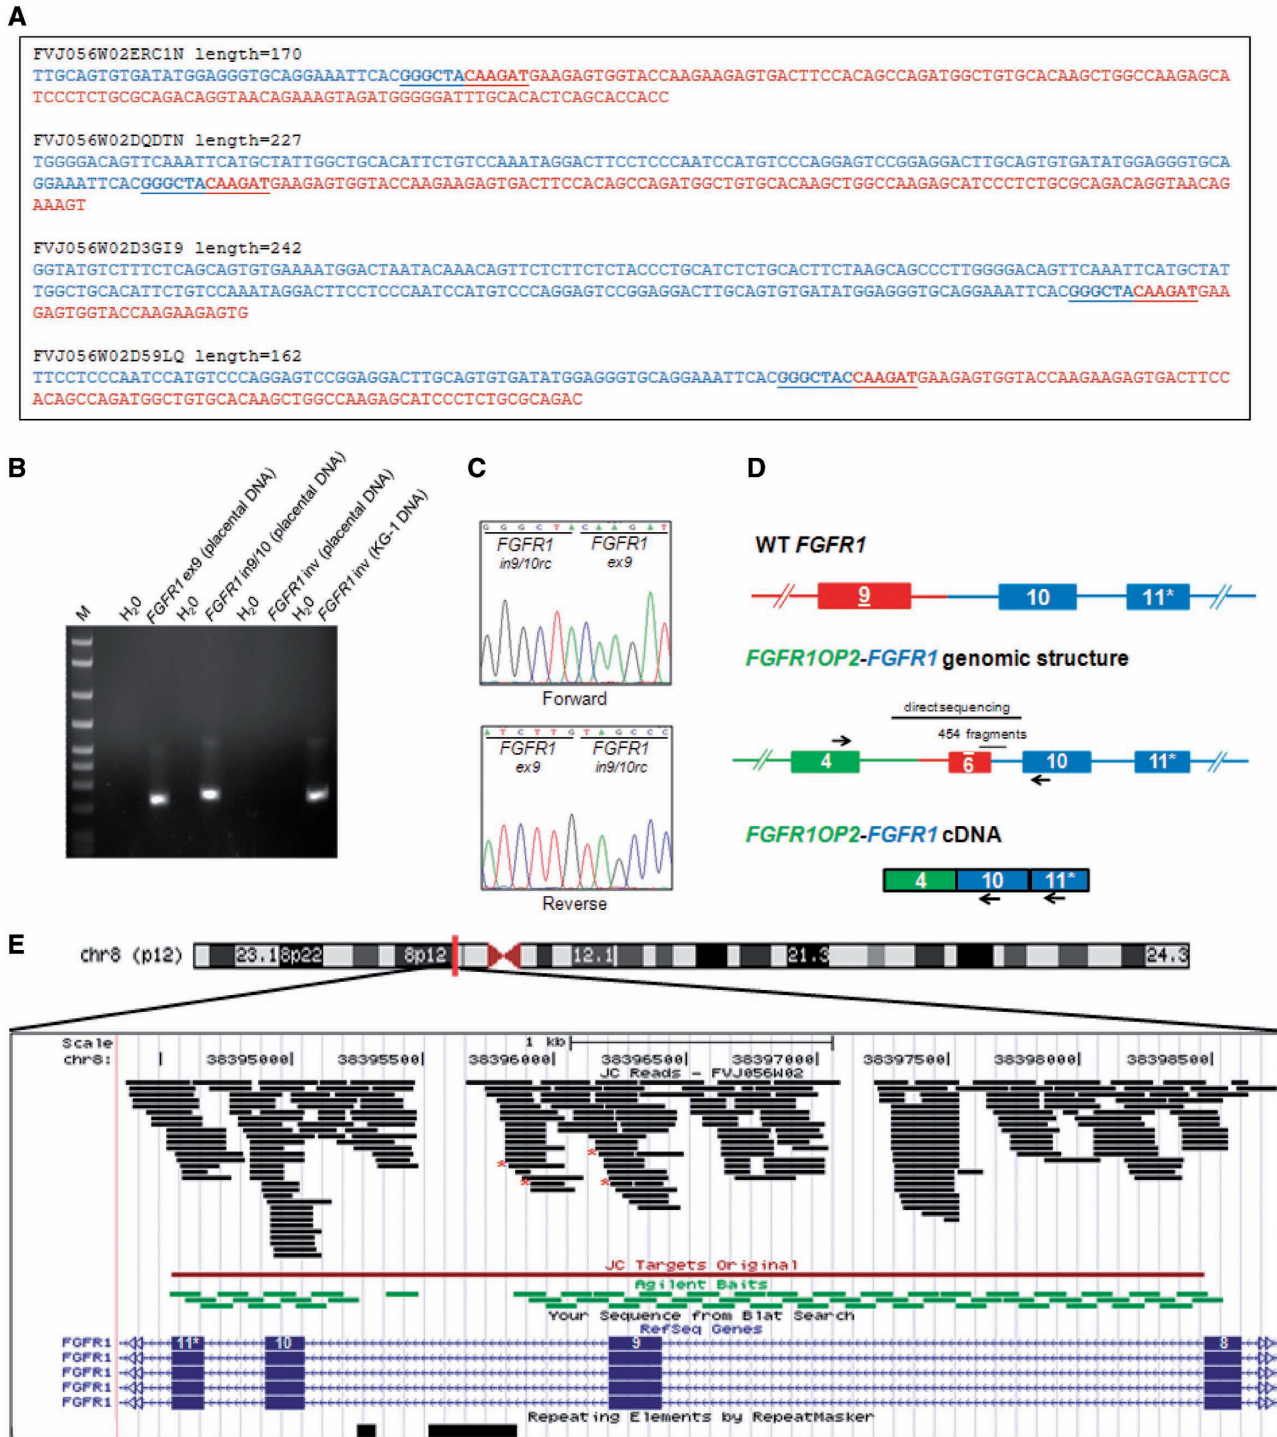 A
FVJ056W02ERC1N length=170
TTGCAGTGTGATATGGAGGGTGCAGGAAATTCACGGGCTACAAGATGAAGAGTGGTACCAAGAAGAGTGACTTCCACAGCCAGATGGCTGTGCACAAGCTGGCCAAGAGCA
TCCCTCTGCGCAGACAGGTAACAGAAAGTAGATGGGGGATTTGCACACTCAGCACCACC
FVJ056W02DQDTN length=227
TGGGGACAGTTCAAATTCATGCTATTGGCTGCACATTCTGTCCAAATAGGACTTCCTCCCAATCCATGTCCCAGGAGTCCGGAGGACTTGCAGTGTGATATGGAGGGTGCA
GGAAATTCACGGGCTACAAGATGAAGAGTGGTACCAAGAAGAGTGACTTCCACAGCCAGATGGCTGTGCACAAGCTGGCCAAGAGCATCCCTCTGCGCAGACAGGTAACAG
AAAGT
FVJ056W02D3GI9 length=242
GGTATGTCTTTCTCAGCAGTGTGAAAATGGACTAATACAAACAGTTCTCTTCTCTACCCTGCATCTCTGCACTTCTAAGCAGCCCTTGGGGACAGTTCAAATTCATGCTAT
TGGCTGCACATTCTGTCCAAATAGGACTTCCTCCCAATCCATGTCCCAGGAGTCCGGAGGACTTGCAGTGTGATATGGAGGGTGCAGGAAATTCACGGGCTACAAGATGAA
GAGTGGTACCAAGAAGAGTG
FVJ056W02D59LQ length=162
TTCCTCCCAATCCATGTCCCAGGAGTCCGGAGGACTTGCAGTGTGATATGGAGGGTGCAGGAAATTCACGGGCTACCAAGATGAAGAGTGGTACCAAGAAGAGTGACTTCC
ACAGCCAGATGGCTGTGCACAAGCTGGCCAAGAGCATCCCTCTGCGCAGAC
B
M
H20
FGFR1 ex9 (placental DNA)
H20
FGFR1 in9/10 (placental DNA)
H20
FGFR1 inv (placental DNA)
H20
FGFR1 inv (KG-1 DNA)
C
G G G C T A C A A G A T
FGFR1 FGFR1
in9/10rc ex9
Forward
A T C T T G T A G C C C
FGFR1 FGFR1
ex9 in9/10rc
Reverse
D
WT FGFR1
9 10 11*
FGFR1OP2-FGFR1 genomic structure
direct sequencing
454 fragments
4 6 10 11*
FGFR1OP2-FGFR1 cDNA
4 10 11*
E
chr8 (p12) 23.1 8p22 8p12 12.1 21.3 24.3
Scale 1 kb
chr8: 38395000 38395500 38396000 38396500 38397000 38397500 38398000 38398500
JC Reads - FVJ056W02
JC Targets Original
Agilent Baits
Your Sequence from Blat Search
RefSeq Genes
FGFR1 11* 10 9 8
FGFR1
FGFR1
FGFR1
FGFR1
Repeating Elements by RepeatMasker